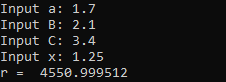 Input a: 1.7
Input B: 2.1
Input C: 3.4
Input x: 1.25
r =  4550.999512